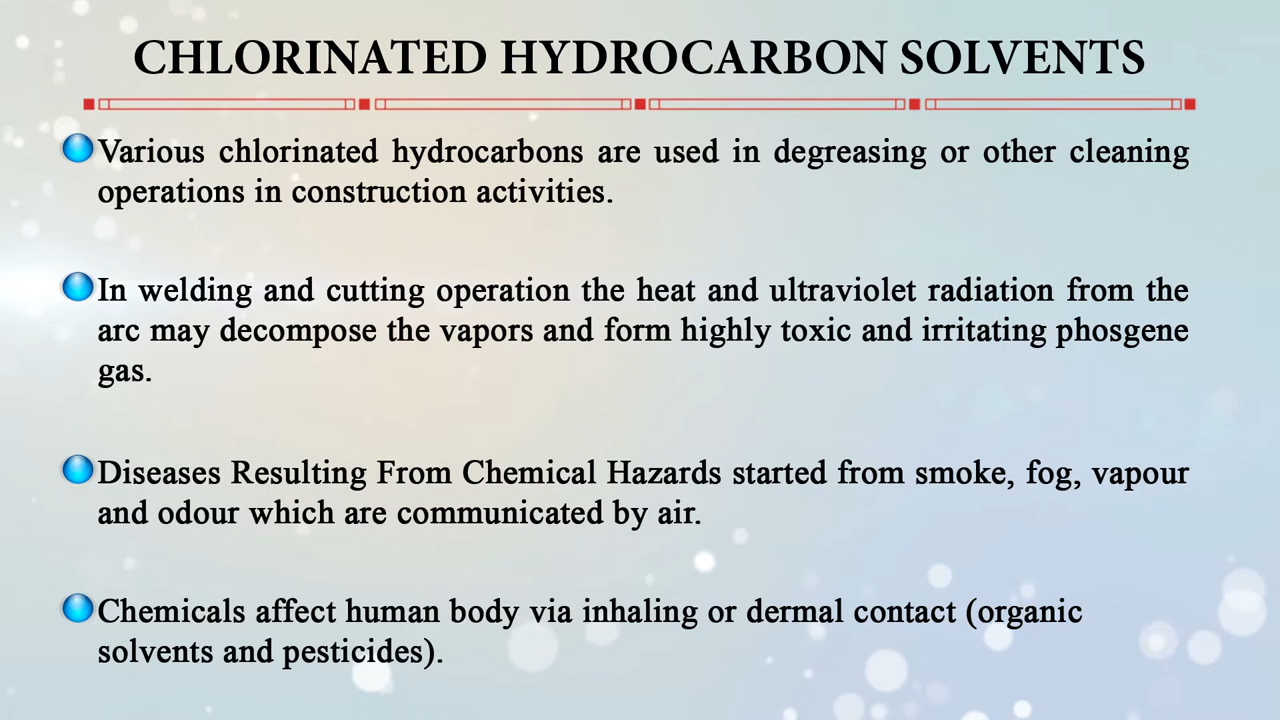 CHLORINATED HYDROCARBON SOLVENTS
Various chlorinated hydrocarbons are used in degreasing or other cleaning
operations in construction activities.
In welding and cutting operation the heat and ultraviolet radiation from the
arc may decompose the vapors and form highly toxic and irritating phosgene
gas.
Diseases Resulting From Chemical Hazards started from smoke, fog, vapour
and odour which are communicated by air.
Chemicals affect human body via inhaling or dermal contact (organic
solvents and pesticides).